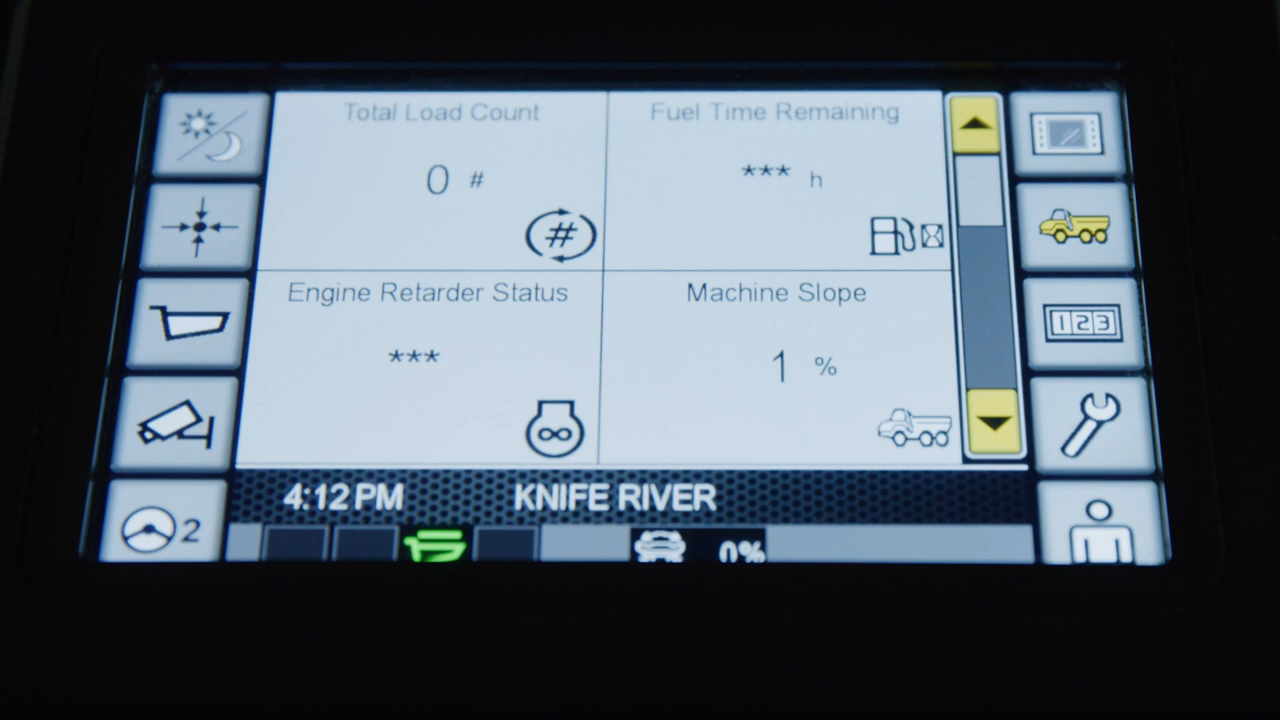 Total Load Count
0 #
#
Fuel Time Remaining
*** h
Engine Retarder Status
***
Machine Slope
1 %
123
4:12 PM KNIFE RIVER
2
0%